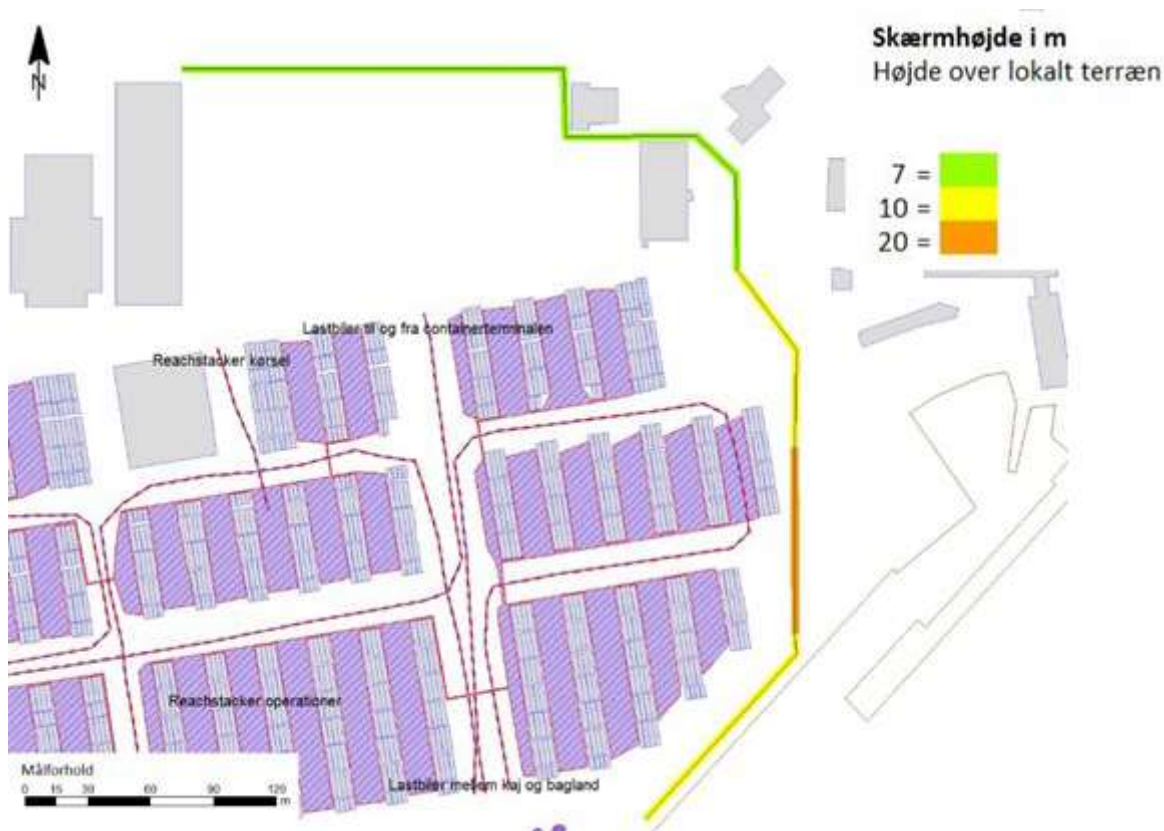 N
Skærmhøjde i m
Højde over lokalt terræn
7 =
10 =
20 =
Lastbiler til og fra containerterminalen
Reachstacker kørsel
Reachstacker operationer
Lastbiler mellem kaj og bagland
Målforhold
0 15 30 60 90 120
m